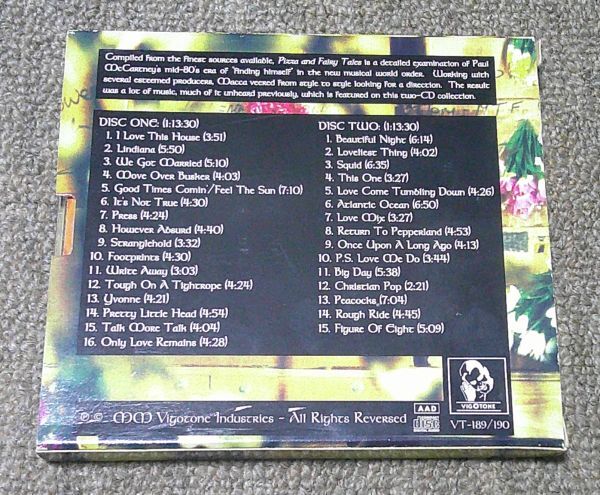 Compiled from the finest sources available, Pizza and Fairy Tales is a detailed examination of Paul
McCartney's mid-80's era of 'finding himself' in the new musical world order. Working with
several esteemed producers, Macca veered from style to style looking for a direction. The result
was a lot of music, much of it unheard previously, which is featured on this two-CD collection.
DISC ONE: (1:13:30)
1. I Love This House (3:51)
2. Lindiana (5:50)
3. We Got Married (5:10)
4. Move Over Busker (4:03)
5. Good Times Comin'/Feel The Sun (7:10)
6. It's Not True (4:30)
7. Press (4:24)
8. However Absurd (4:40)
9. Stranglehold (3:32)
10. Footprints (4:30)
11. Write Away (3:03)
12. Tough On A Tightrope (4:24)
13. Yvonne (4:21)
14. Pretty Little Head (4:54)
15. Talk More Talk (4:04)
16. Only Love Remains (4:28)
DISC TWO: (1:13:30)
1. Beautiful Night (6:14)
2. Loveliest Thing (4:02)
3. Squid (6:35)
4. This One (3:27)
5. Love Come Tumbling Down (4:26)
6. Atlantic Ocean (6:50)
7. Love Mix (3:27)
8. Return To Pepperland (4:53)
9. Once Upon A Long Ago (4:13)
10. P.S. Love Me Do (3:44)
11. Big Day (5:38)
12. Christian Pop (2:21)
13. Peacocks (7:04)
14. Rough Ride (4:45)
15. Figure Of Eight (5:09)
℗ © MM Vigotone Industries - All Rights Reversed
AAD
COMPACT
disc
VIGOTONE
VT-189/190